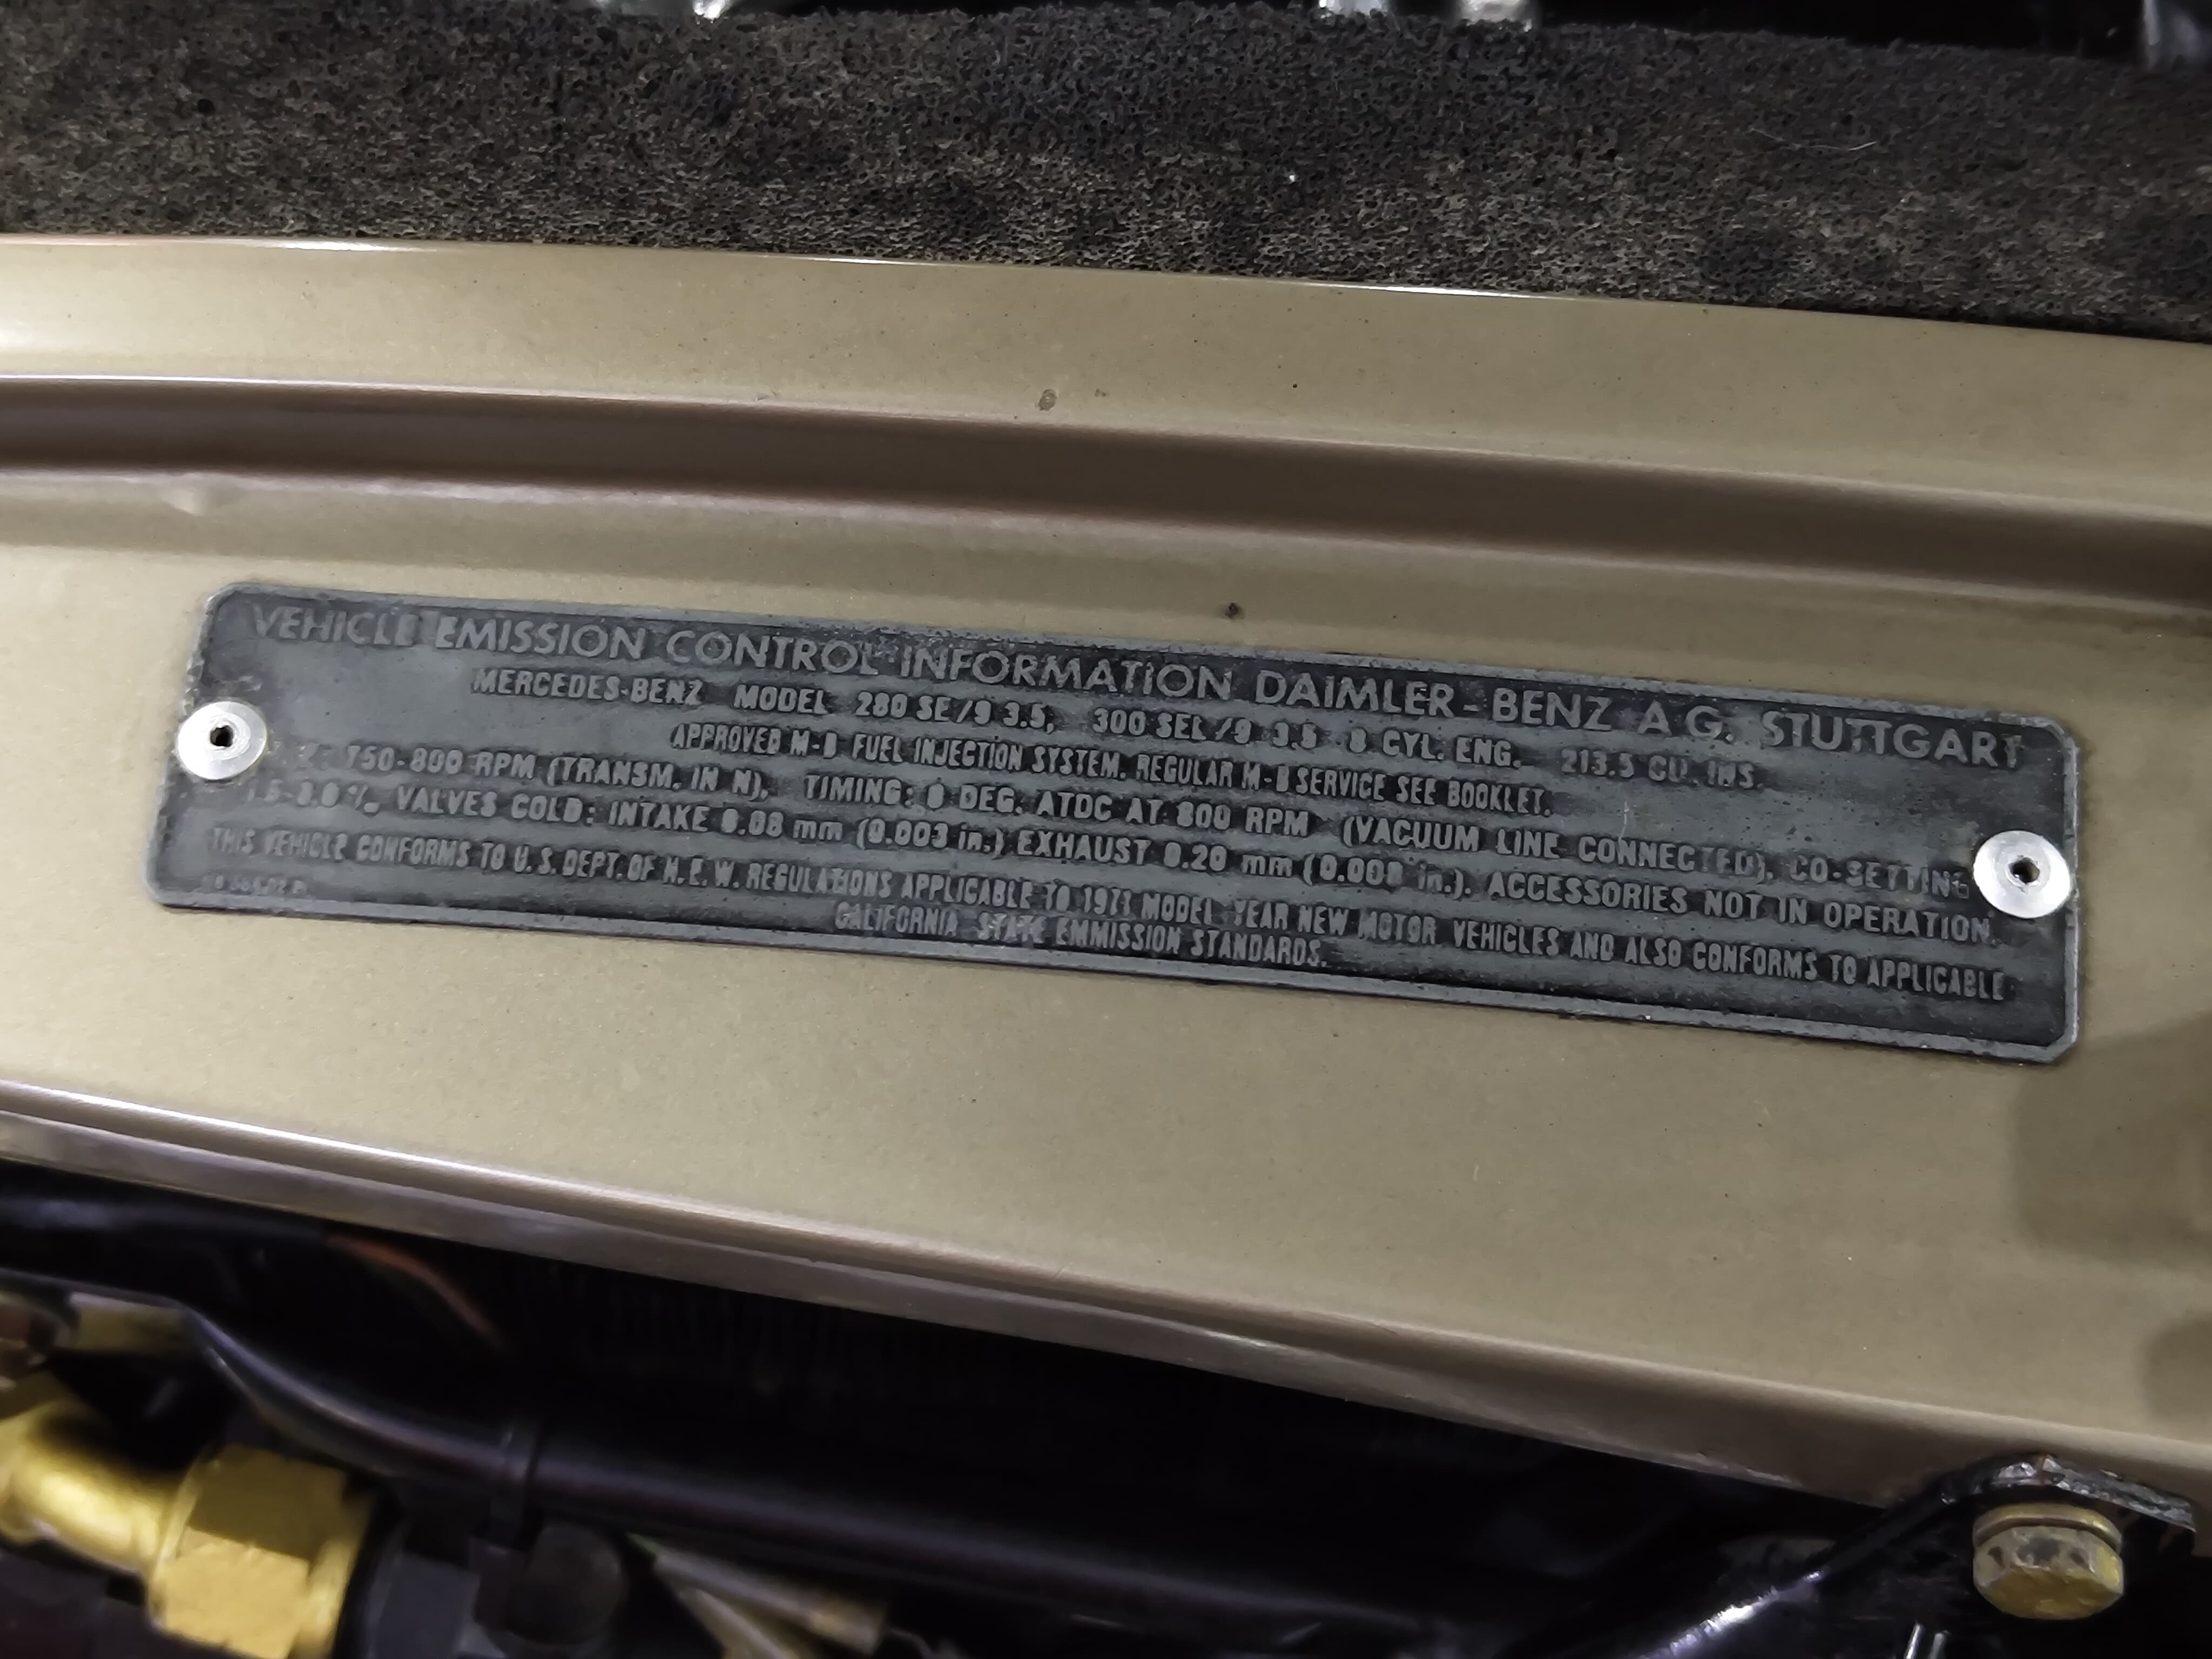 VEHICLE EMISSION CONTROL INFORMATION DAIMLER-BENZ A.G. STUTTGART
MERCEDES-BENZ MODEL 280 SE/9 3.5, 300 SEL/9 3.5 8 CYL. ENG. 213.5 CU. INS.
APPROVED M-B FUEL INJECTION SYSTEM. REGULAR M-B SERVICE SEE BOOKLET.
750-800 RPM (TRANSM. IN N), TIMING: 0 DEG. ATDC AT 800 RPM (VACUUM LINE CONNECTED), CO-SETTING
VALVES COLD: INTAKE 0.08 mm (0.003 in.) EXHAUST 0.20 mm (0.008 in.). ACCESSORIES NOT IN OPERATION.
THIS VEHICLE CONFORMS TO U.S. DEPT. OF H.E.W. REGULATIONS APPLICABLE TO 1971 MODEL YEAR NEW MOTOR VEHICLES AND ALSO CONFORMS TO APPLICABLE
CALIFORNIA STATE EMMISSION STANDARDS.